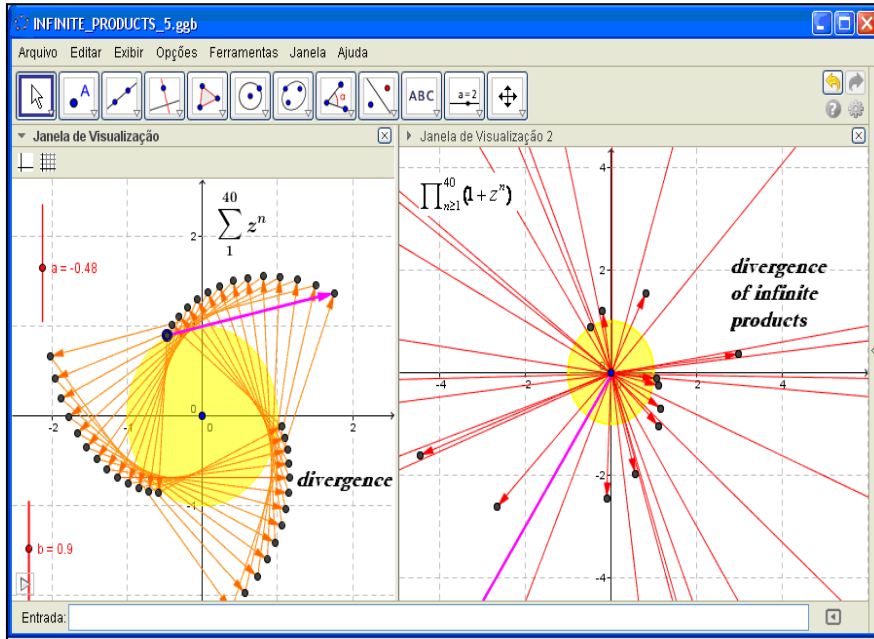 INFINITE_PRODUCTS_5.ggb
Arquivo Editar Exibir Opções Ferramentas Janela Ajuda
A
α
ABC
a=2
Janela de Visualização
Janela de Visualização 2
40
∑ z^n
1
∏_{n≥1}^{40} (1+z^n)
a = -0.48
b = 0.9
divergence
divergence
of infinite
products
2
0
-2
-1
0
2
-1
4
2
-4
-2
0
2
4
-2
-4
Entrada: